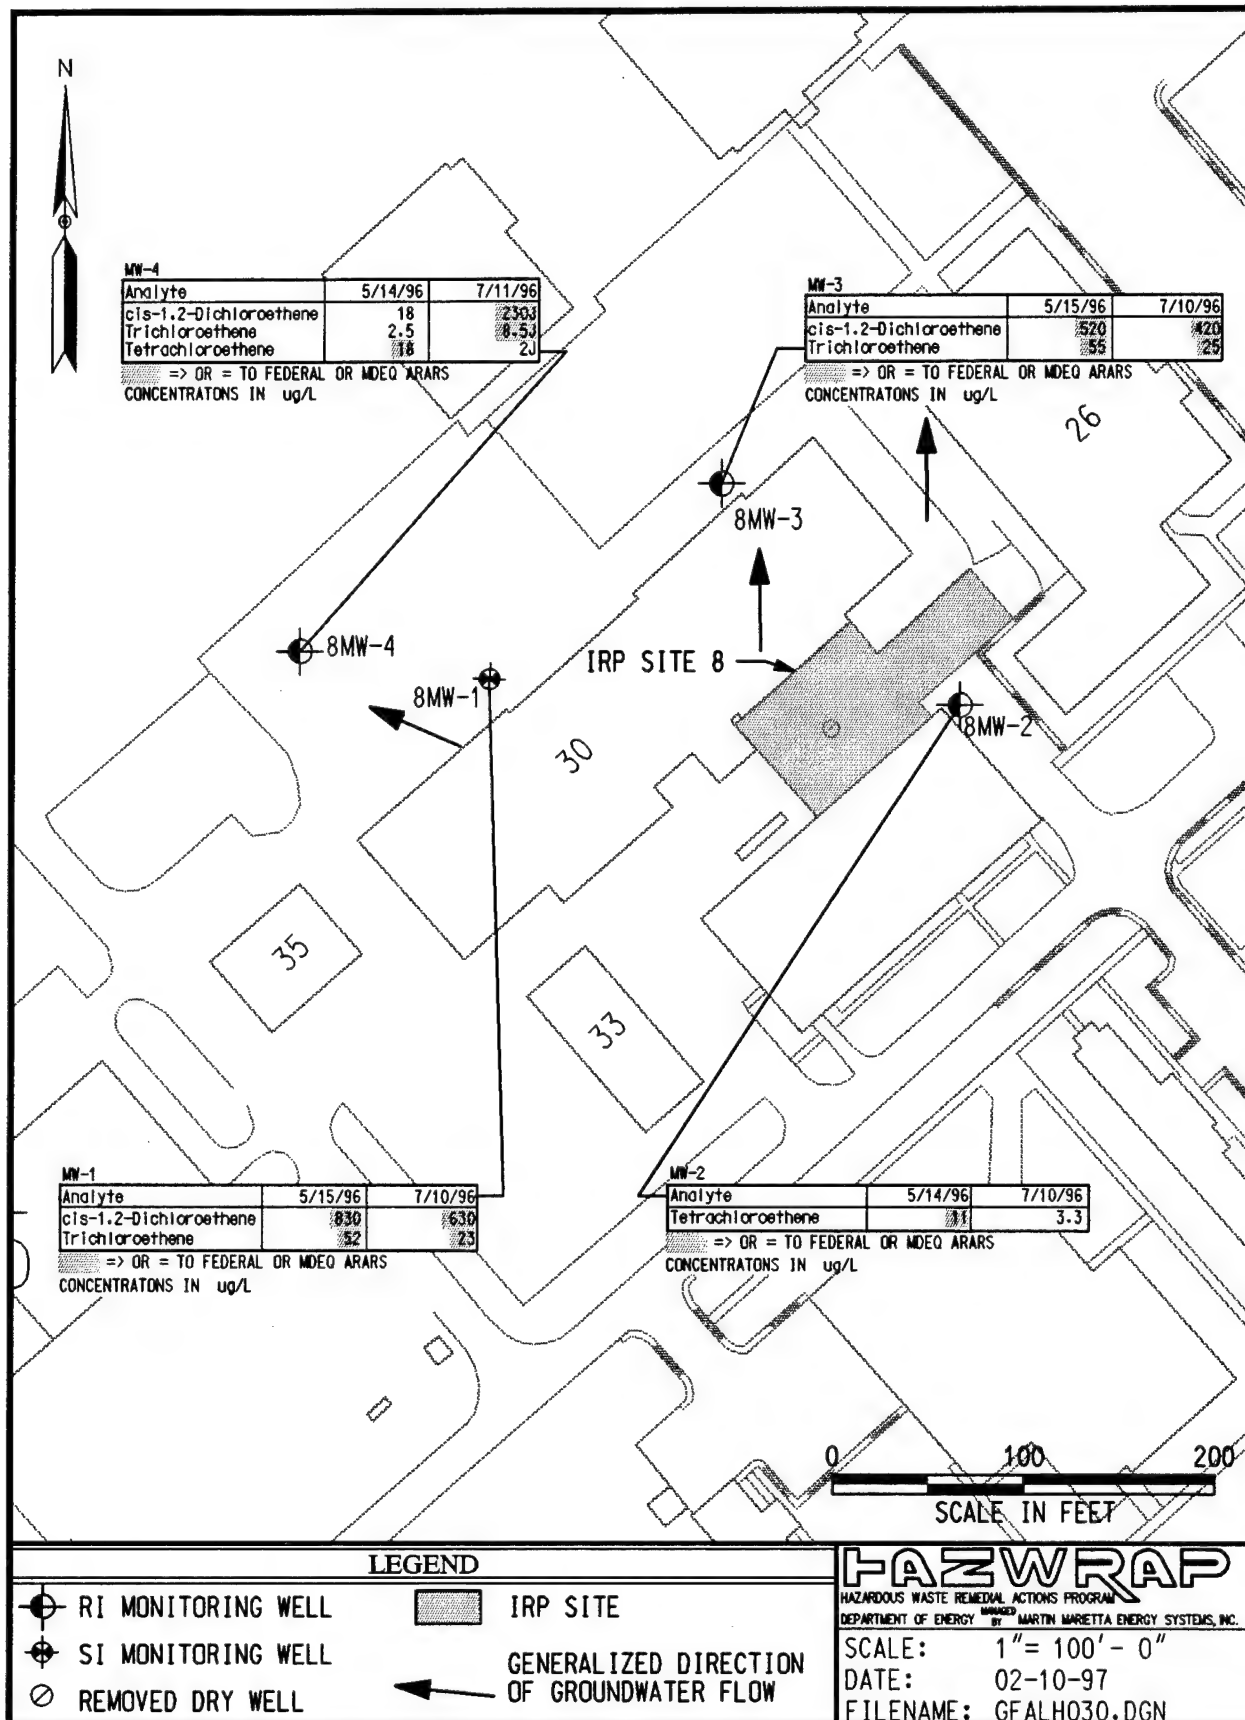 N
MW-4
Analyte 5/14/96 7/11/96
cis-1.2-Dichloroethene 18 230J
Trichloroethene 2.5 8.5J
Tetrachloroethene 18 2J
=> OR = TO FEDERAL OR MDEQ ARARS
CONCENTRATONS IN ug/L
MW-3
Analyte 5/15/96 7/10/96
cis-1.2-Dichloroethene 520 420
Trichloroethene 55 25
=> OR = TO FEDERAL OR MDEQ ARARS
CONCENTRATONS IN ug/L
26
8MW-3
8MW-4
IRP SITE 8
8MW-1
8MW-2
30
35
33
MW-1
Analyte 5/15/96 7/10/96
cis-1.2-Dichloroethene 830 630
Trichloroethene 52 23
=> OR = TO FEDERAL OR MDEQ ARARS
CONCENTRATONS IN ug/L
MW-2
Analyte 5/14/96 7/10/96
Tetrachloroethene 11 3.3
=> OR = TO FEDERAL OR MDEQ ARARS
CONCENTRATONS IN ug/L
0 100 200
SCALE IN FEET
LEGEND
RI MONITORING WELL
IRP SITE
SI MONITORING WELL
GENERALIZED DIRECTION
OF GROUNDWATER FLOW
REMOVED DRY WELL
HAZWRAP
HAZARDOUS WASTE REMEDIAL ACTIONS PROGRAM
DEPARTMENT OF ENERGY MANAGED BY MARTIN MARETTA ENERGY SYSTEMS, INC.
SCALE: 1"= 100'- 0"
DATE: 02-10-97
FILENAME: GFALH030.DGN